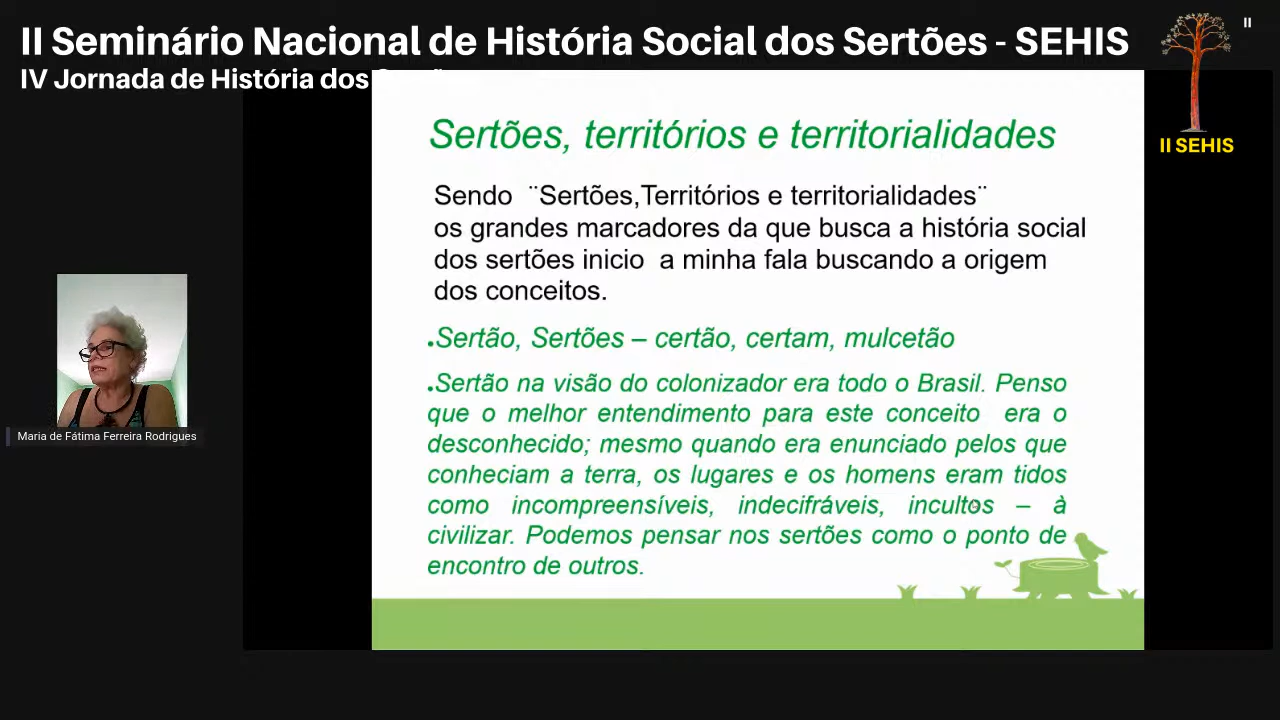 II Seminário Nacional de História Social dos Sertões - SEHIS
IV Jornada de História dos
II
II SEHIS
Sertões, territórios e territorialidades
Sendo ¨Sertões,Territórios e territorialidades¨
os grandes marcadores da que busca a história social
dos sertões inicio a minha fala buscando a origem
dos conceitos.
.Sertão, Sertões – certão, certam, mulcetão
.Sertão na visão do colonizador era todo o Brasil. Penso
que o melhor entendimento para este conceito era o
desconhecido; mesmo quando era enunciado pelos que
conheciam a terra, os lugares e os homens eram tidos
como incompreensíveis, indecifráveis, incultos – à
civilizar. Podemos pensar nos sertões como o ponto de
encontro de outros.
Maria de Fátima Ferreira Rodrigues